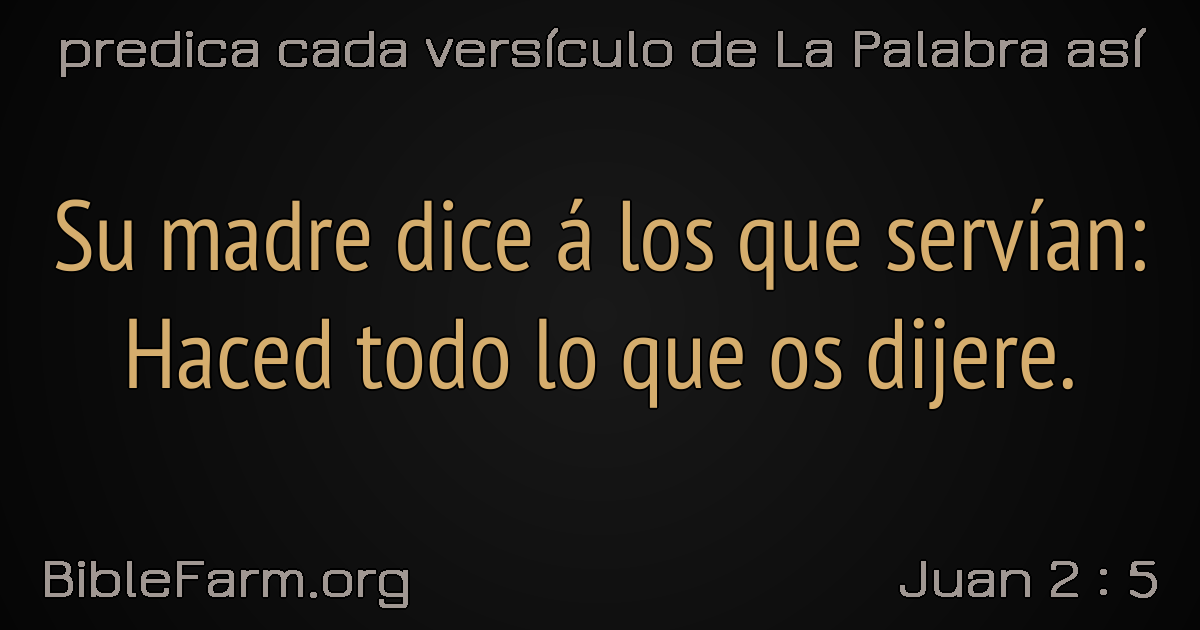 predica cada versículo de La Palabra así
Su madre dice á los que servían:
Haced todo lo que os dijere.
BibleFarm.org
Juan 2 : 5